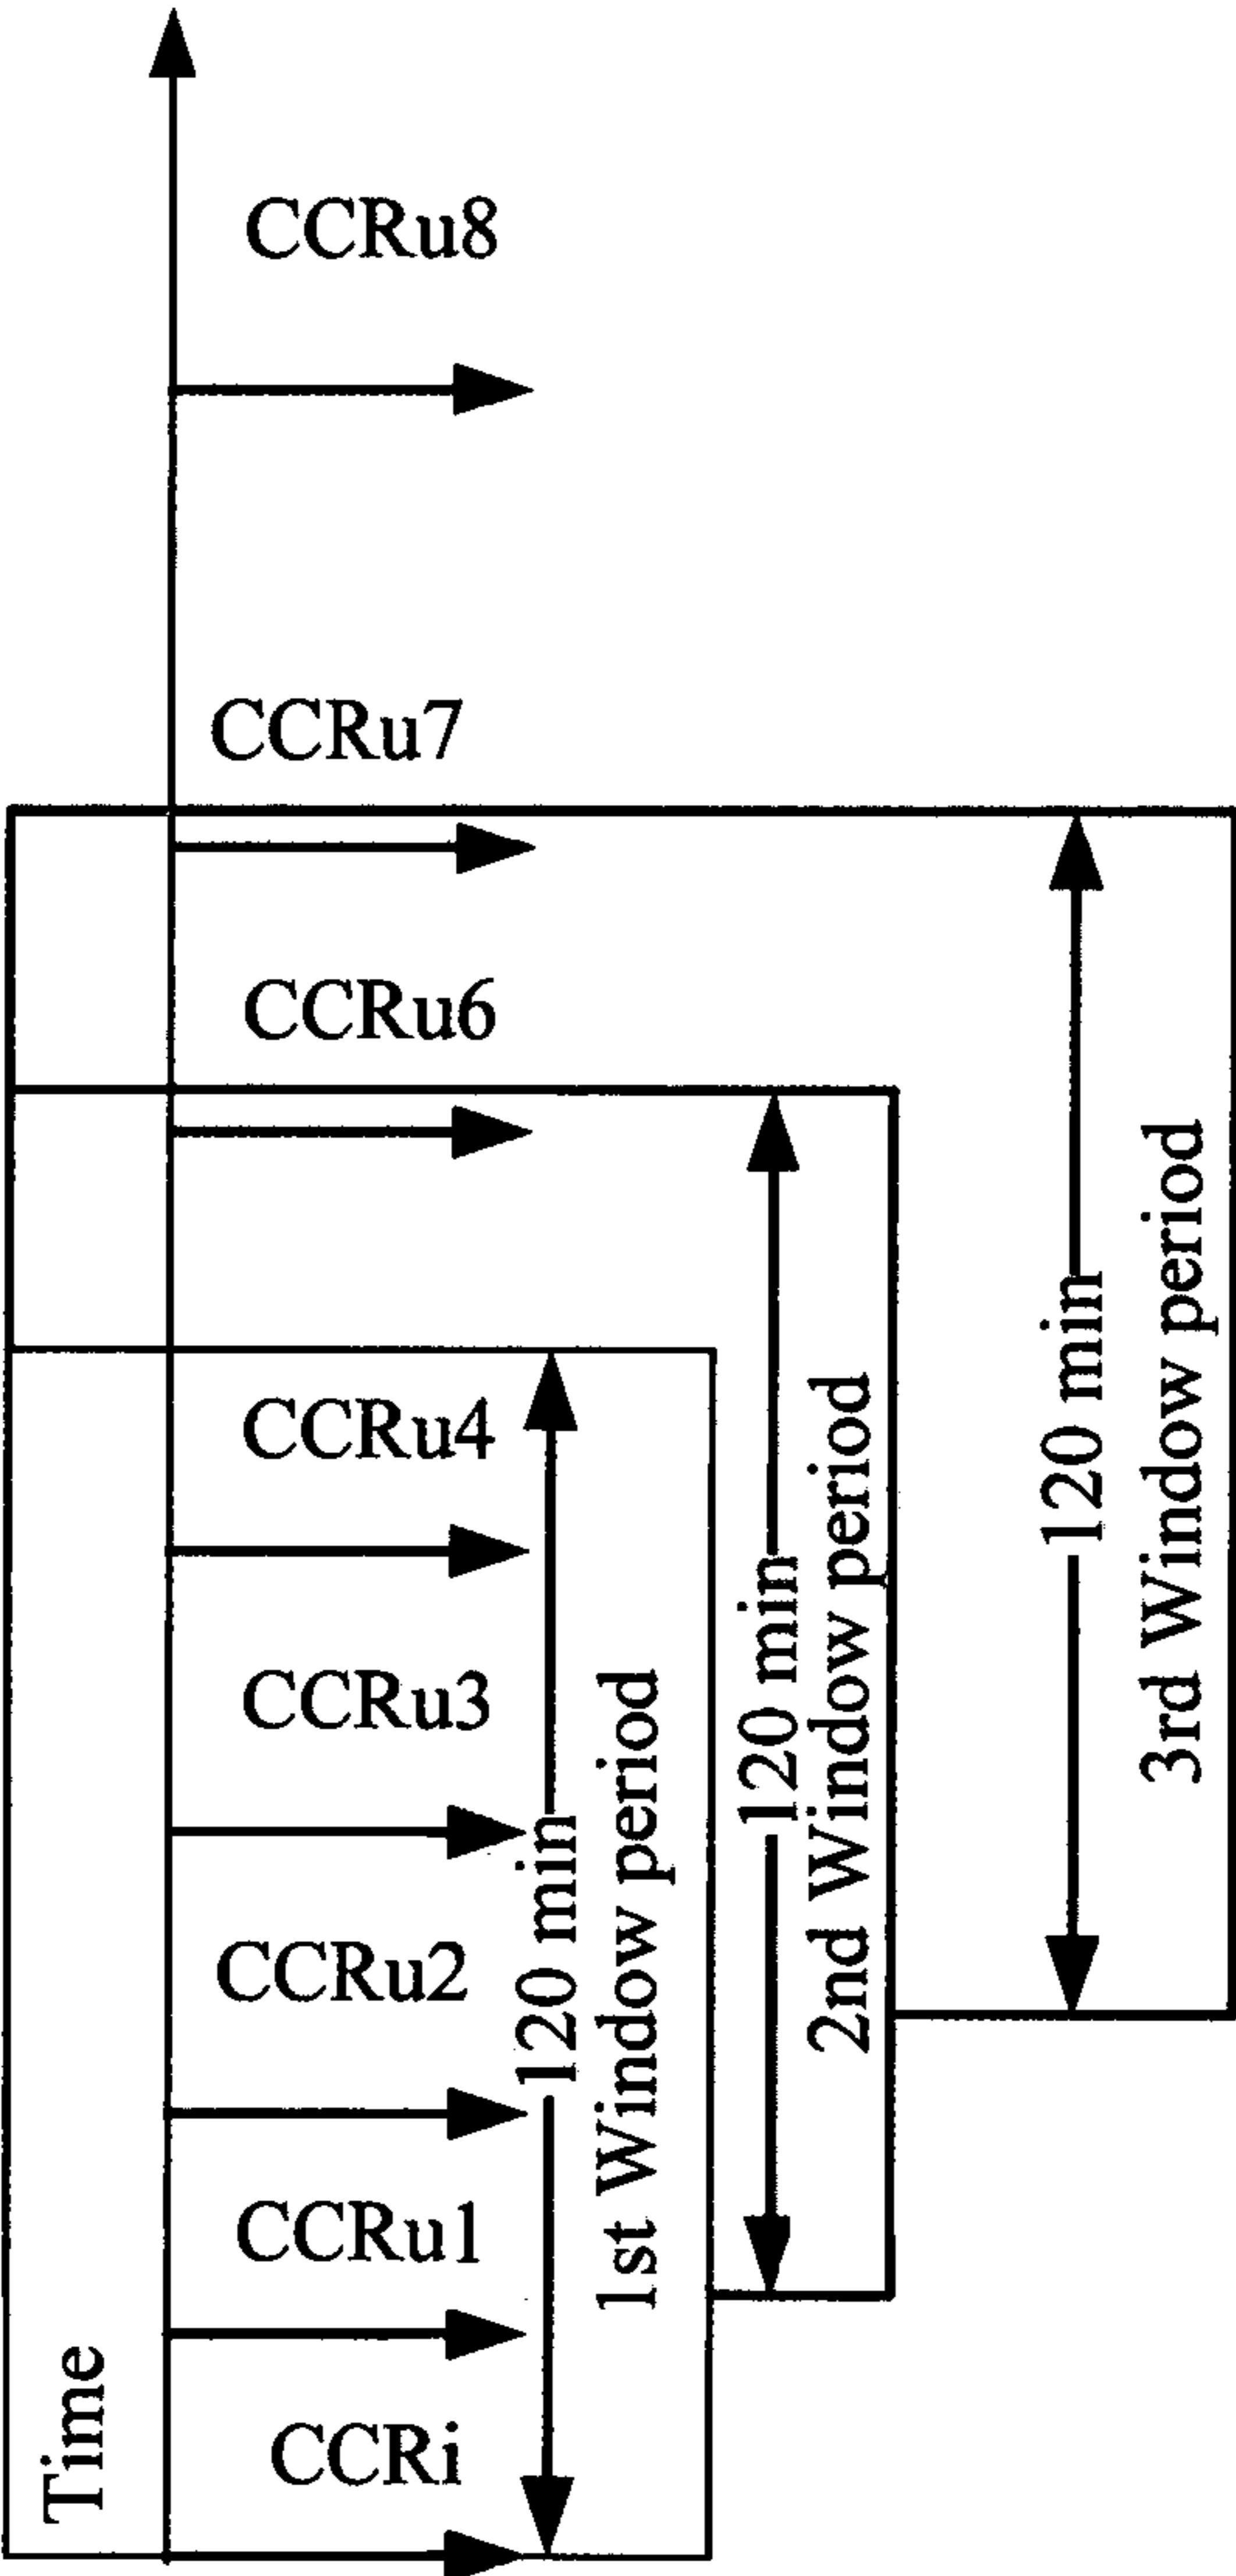 CCRu8
CCRu7
CCRu6
CCRu4
CCRu3
CCRu2
CCRu1
CCRi
Time
120 min
1st Window period
120 min
2nd Window period
120 min
3rd Window period